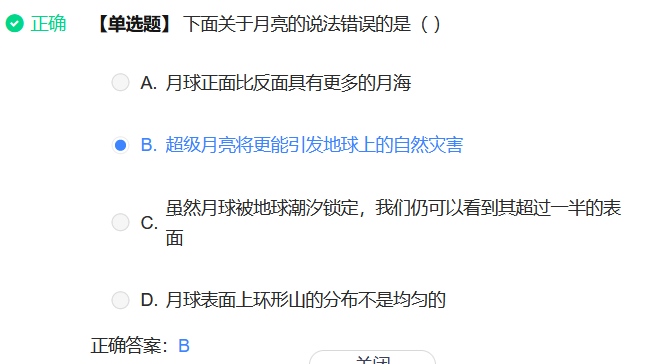 正确 【单选题】 下面关于月亮的说法错误的是（ ）
A. 月球正面比反面具有更多的月海
B. 超级月亮将更能引发地球上的自然灾害
C. 虽然月球被地球潮汐锁定，我们仍可以看到其超过一半的表
面
D. 月球表面上环形山的分布不是均匀的
正确答案：B
关闭